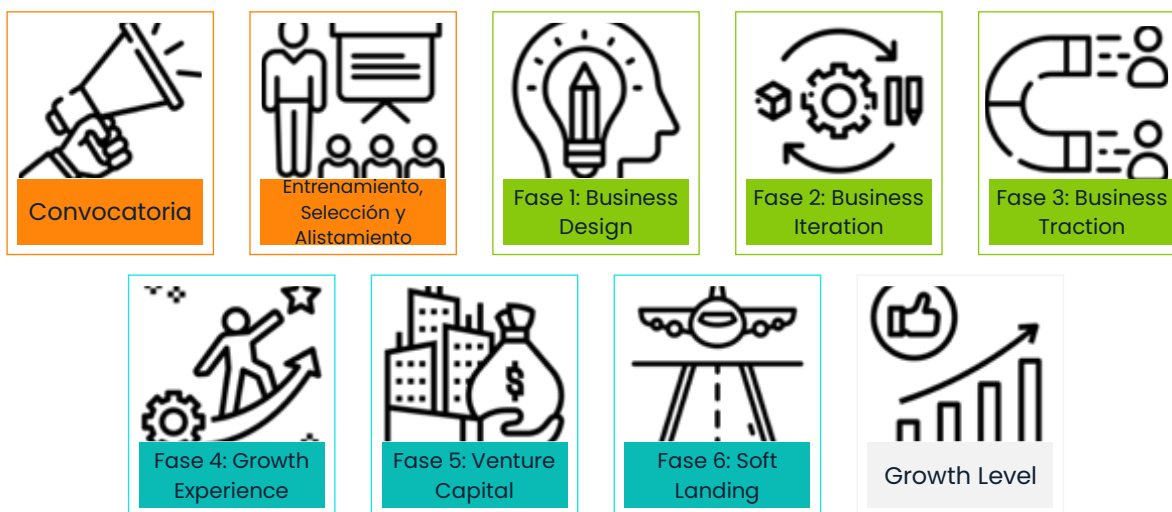 Convocatoria
Entrenamiento,
Selección y
Alistamiento
Fase 1: Business
Design
Fase 2: Business
Iteration
Fase 3: Business
Traction
$
Fase 4: Growth
Experience
Fase 5: Venture
Capital
Fase 6: Soft
Landing
Growth Level